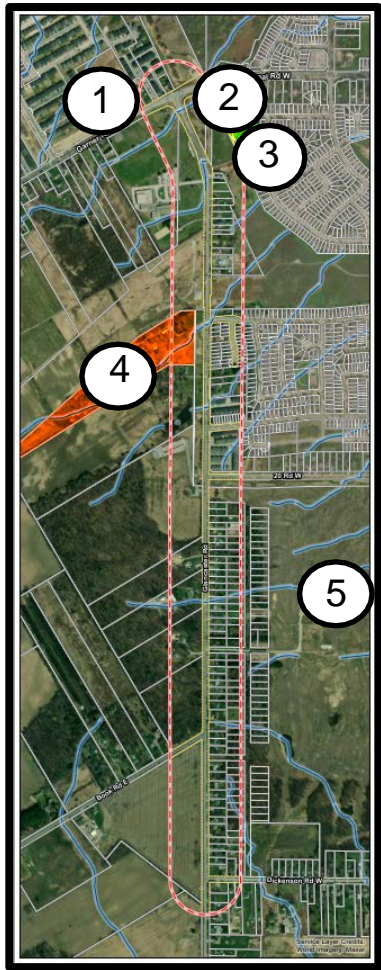 1
2
3
4
5
Garner
al Rd W
20 Rd W
Glancaster Rd
Book Rd E
Dickenson Rd W
Service Layer Credits:
World Imagery: Maxar